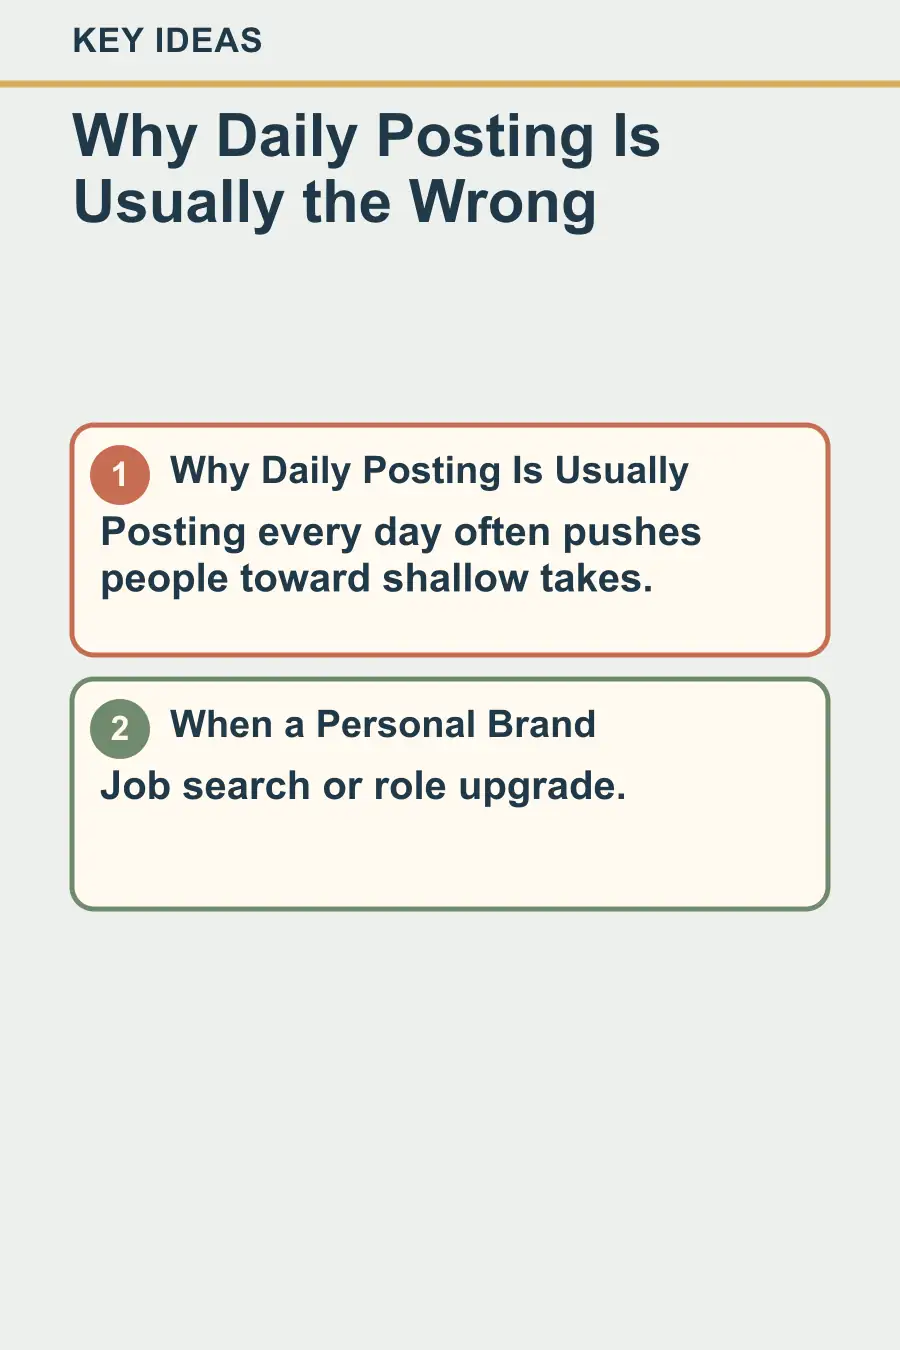 KEY IDEAS
Why Daily Posting Is
Usually the Wrong
1 Why Daily Posting Is Usually
Posting every day often pushes
people toward shallow takes.
2 When a Personal Brand
Job search or role upgrade.